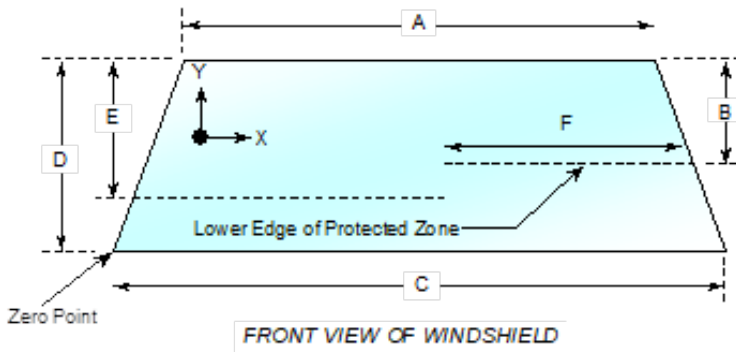 A
Y
E
B
X
F
D
Lower Edge of Protected Zone
C
Zero Point
FRONT VIEW OF WINDSHIELD